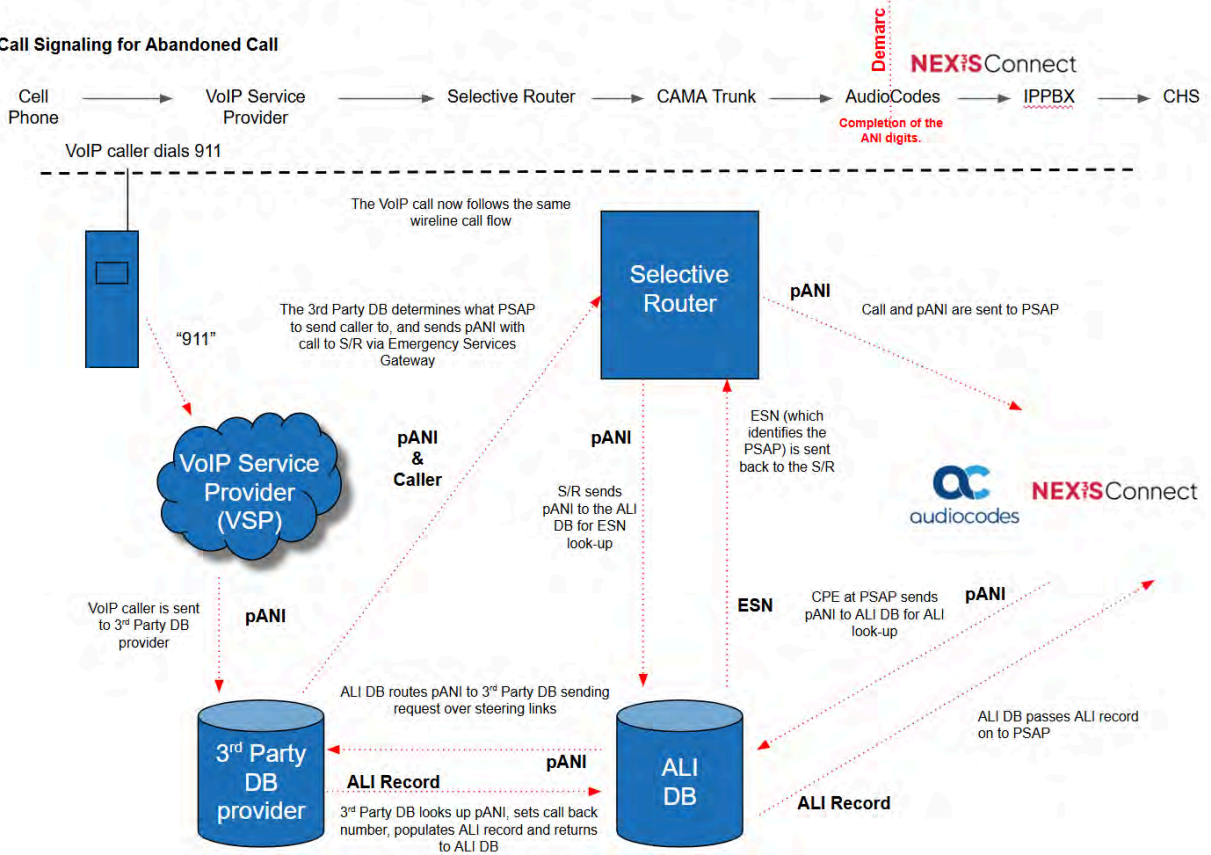 Call Signaling for Abandoned Call
Demarc
NEXIS Connect
Cell
Phone
VoIP Service
Provider
Selective Router
CAMA Trunk
AudioCodes
IPPBX
CHS
Completion of the
ANI digits.
VoIP caller dials 911
The VoIP call now follows the same
wireline call flow
Selective
Router
pANI
Call and pANI are sent to PSAP
The 3rd Party DB determines what PSAP
to send caller to, and sends pANI with
call to S/R via Emergency Services
Gateway
“911”
VoIP Service
Provider
(VSP)
pANI
&
Caller
pANI
ESN (which
identifies the
PSAP) is sent
back to the S/R
S/R sends
pANI to the ALI
DB for ESN
look-up
audiocodes
NEXIS Connect
VoIP caller is sent
to 3rd Party DB
provider
pANI
ESN
CPE at PSAP sends
pANI to ALI DB for ALI
look-up
pANI
ALI DB routes pANI to 3rd Party DB sending
request over steering links
ALI DB passes ALI record
on to PSAP
3rd Party
DB
provider
pANI
ALI Record
ALI
DB
ALI Record
3rd Party DB looks up pANI, sets call back
number, populates ALI record and returns
to ALI DB